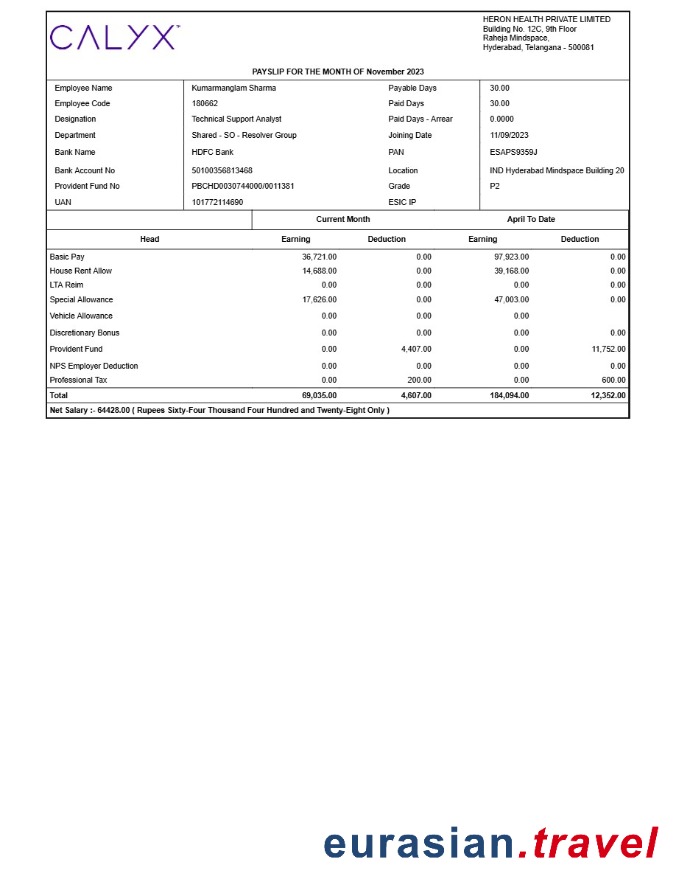 CALYX™
HERON HEALTH PRIVATE LIMITED
Building No. 12C, 9th Floor
Raheja Mindspace,
Hyderabad, Telangana - 500081
PAYSLIP FOR THE MONTH OF November 2023
Employee Name Kumarmanglam Sharma Payable Days 30.00
Employee Code 180662 Paid Days 30.00
Designation Technical Support Analyst Paid Days - Arrear 0.0000
Department Shared - SO - Resolver Group Joining Date 11/09/2023
Bank Name HDFC Bank PAN ESAPS9359J
Bank Account No 50100356813468 Location IND Hyderabad Mindspace Building 20
Provident Fund No PBCHD0030744000/0011381 Grade P2
UAN 101772114690 ESIC IP
Current Month April To Date
Head Earning Deduction Earning Deduction
Basic Pay 36,721.00 0.00 97,923.00 0.00
House Rent Allow 14,688.00 0.00 39,168.00 0.00
LTA Reim 0.00 0.00 0.00 0.00
Special Allowance 17,626.00 0.00 47,003.00 0.00
Vehicle Allowance 0.00 0.00 0.00
Discretionary Bonus 0.00 0.00 0.00 0.00
Provident Fund 0.00 4,407.00 0.00 11,752.00
NPS Employer Deduction 0.00 0.00 0.00 0.00
Professional Tax 0.00 200.00 0.00 600.00
Total 69,035.00 4,607.00 184,094.00 12,352.00
Net Salary :- 64428.00 ( Rupees Sixty-Four Thousand Four Hundred and Twenty-Eight Only )
eurasian.travel